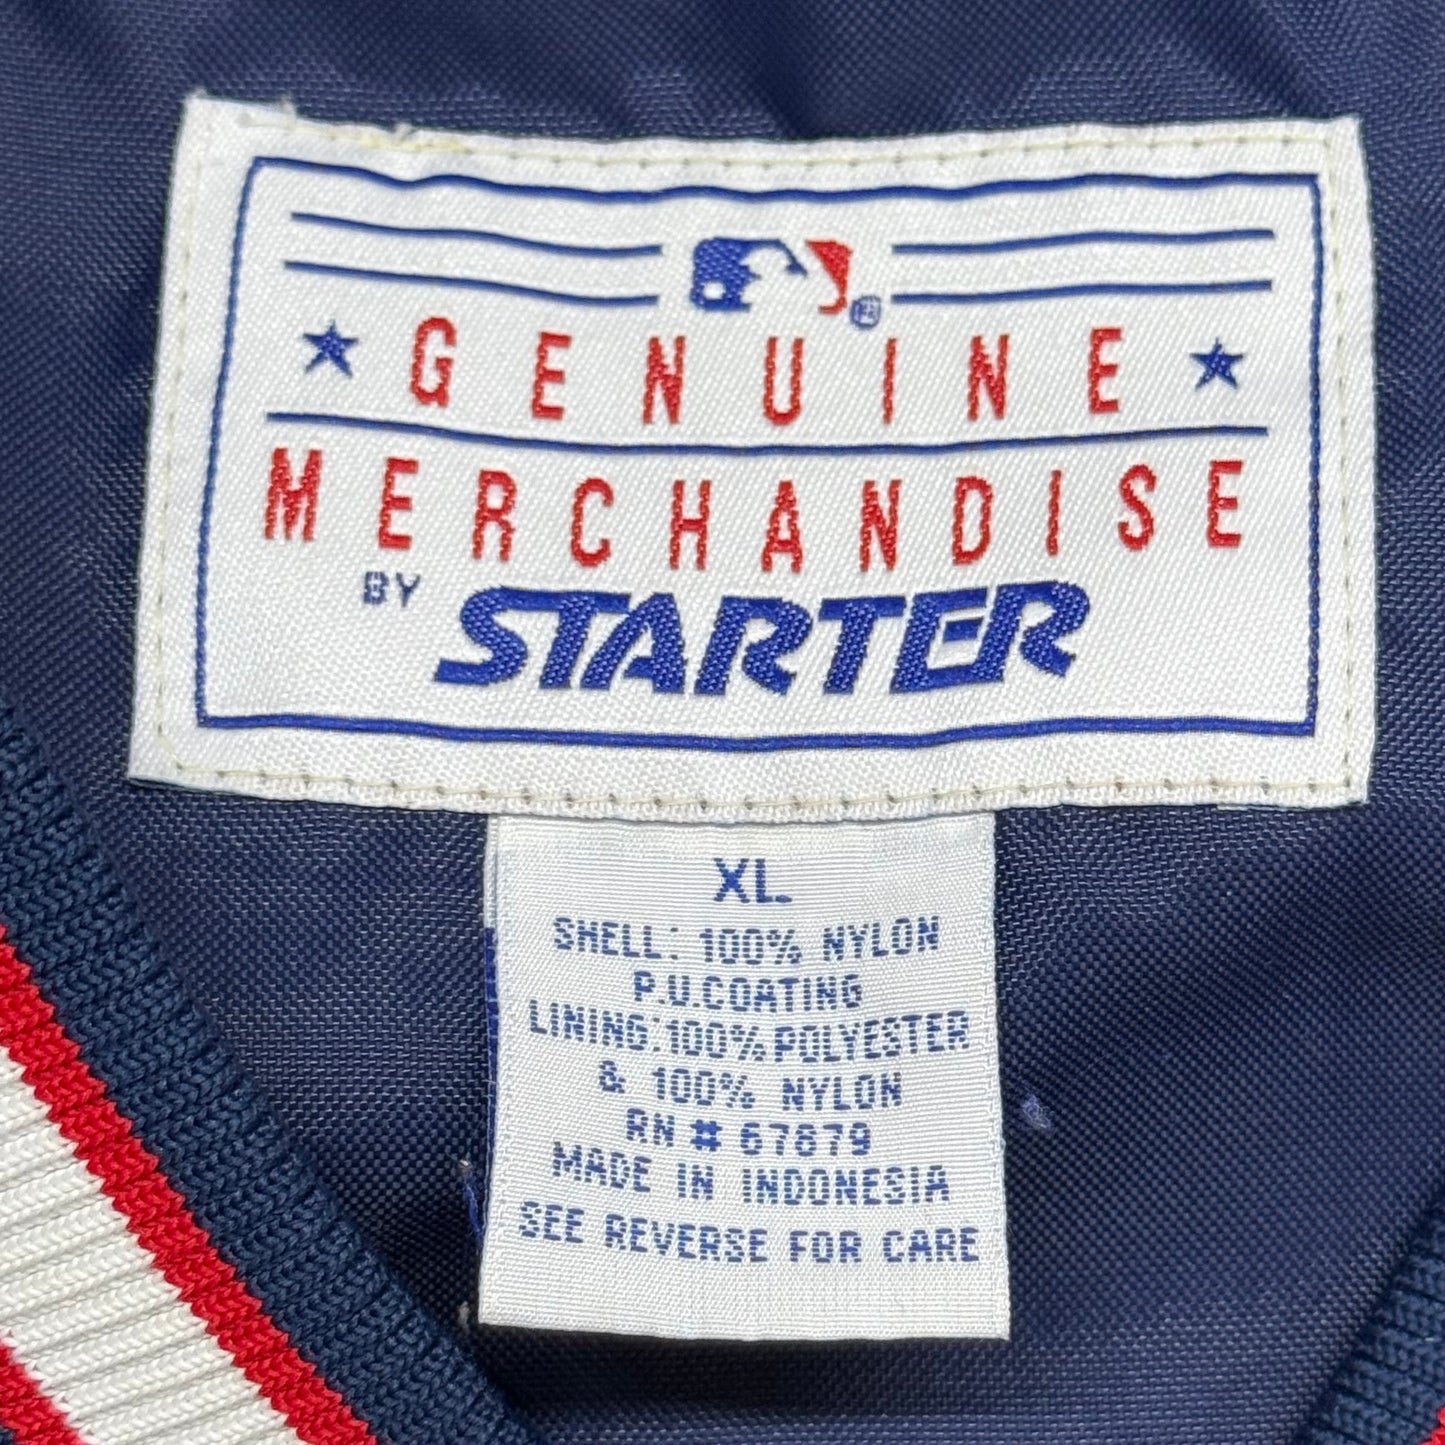 GENUINE
MERCHANDISE
BY STARTER
XL
SHELL: 100% NYLON
P.U.COATING
LINING:100% POLYESTER
& 100% NYLON
RN # 67879
MADE IN INDONESIA
SEE REVERSE FOR CARE